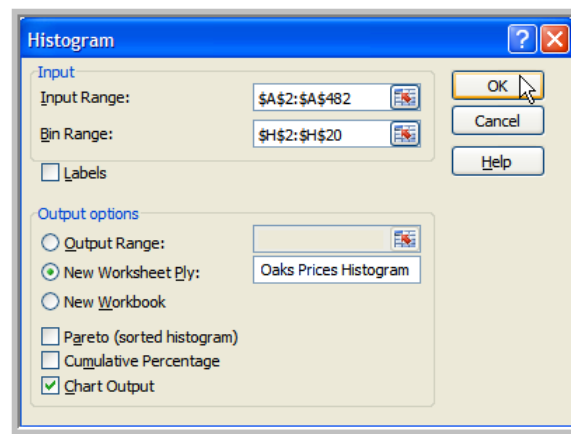 Histogram
Input
Input Range: $A$2:$A$482
Bin Range: $H$2:$H$20
Labels
OK
Cancel
Help
Output options
Output Range:
New Worksheet Ply: Oaks Prices Histogram
New Workbook
Pareto (sorted histogram)
Cumulative Percentage
Chart Output